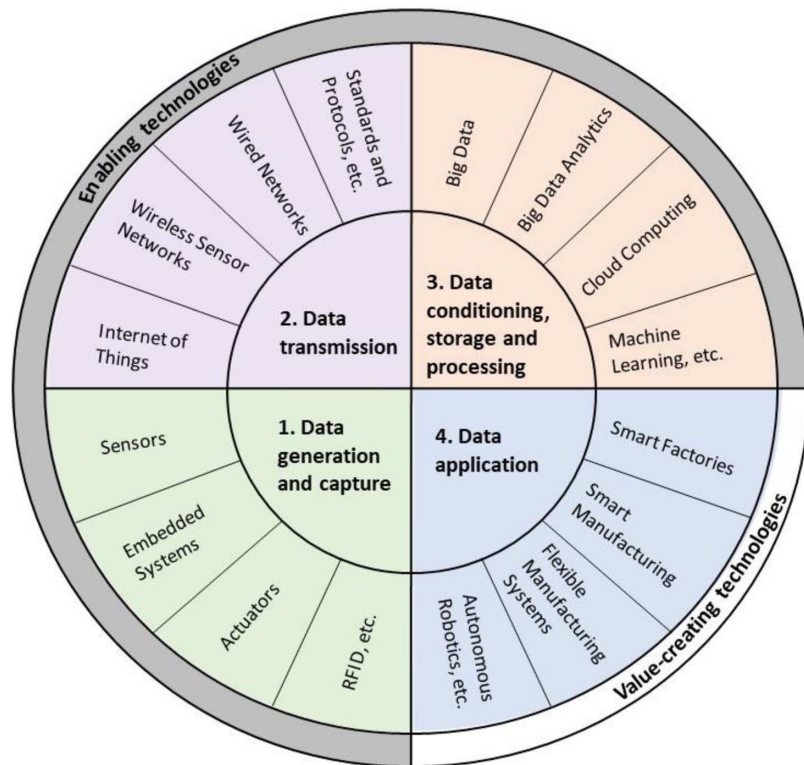 Enabling technologies
Standards and
Protocols, etc.
Wired Networks
Wireless Sensor
Networks
Internet of
Things
2. Data
transmission
Big Data
Big Data Analytics
Cloud Computing
Machine
Learning, etc.
3. Data
conditioning,
storage and
processing
Sensors
Embedded
Systems
Actuators
RFID, etc.
1. Data
generation
and capture
4. Data
application
Smart Factories
Smart
Manufacturing
Flexible
Manufacturing
Systems
Autonomous
Robotics, etc.
Value-creating technologies